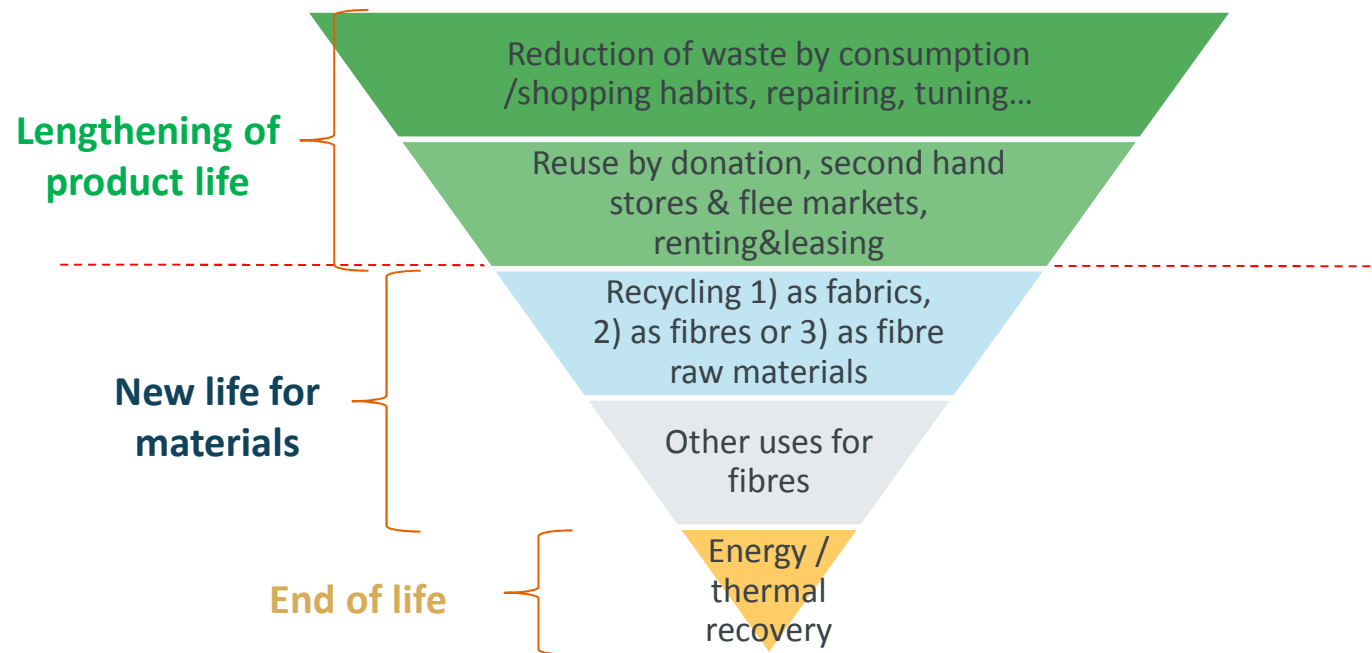 Reduction of waste by consumption
/shopping habits, repairing, tuning...
Lengthening of
product life
Reuse by donation, second hand
stores & flee markets,
renting&leasing
Recycling 1) as fabrics,
2) as fibres or 3) as fibre
raw materials
New life for
materials
Other uses for
fibres
Energy /
thermal
recovery
End of life